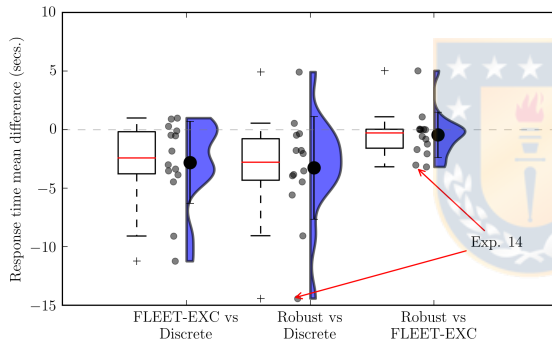 Response time mean difference (secs.)
5
0
−5
−10
−15
Exp. 14
FLEET-EXC vs
Discrete
Robust vs
Discrete
Robust vs
FLEET-EXC